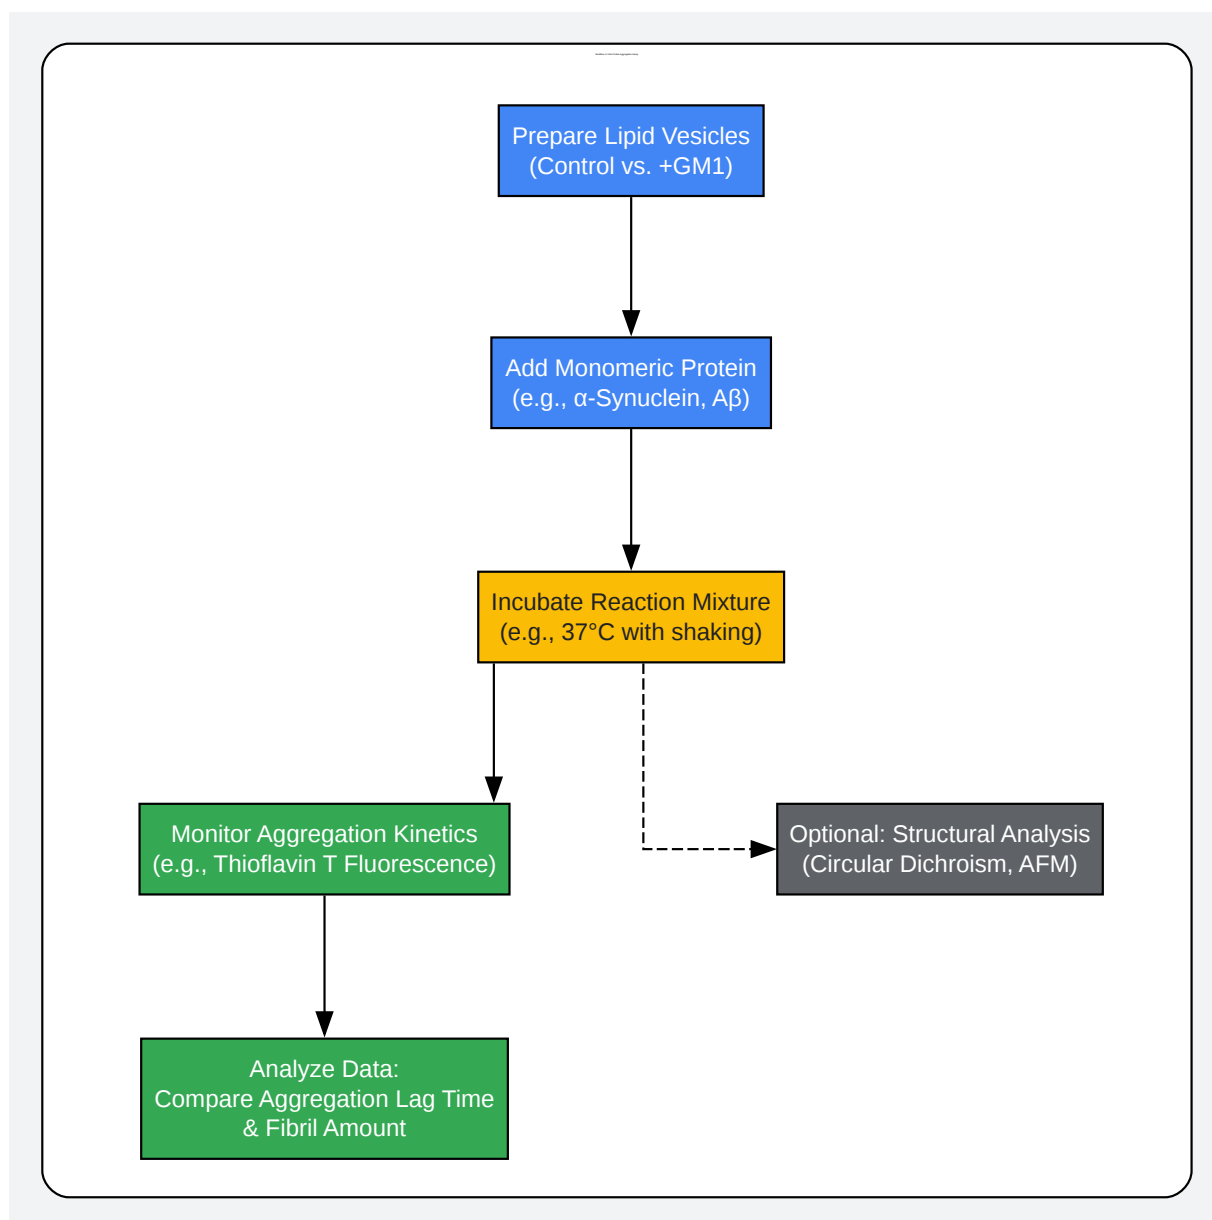 Prepare Lipid Vesicles
(Control vs. +GM1)
Add Monomeric Protein
(e.g., α-Synuclein, Aβ)
Incubate Reaction Mixture
(e.g., 37°C with shaking)
Monitor Aggregation Kinetics
(e.g., Thioflavin T Fluorescence)
Optional: Structural Analysis
(Circular Dichroism, AFM)
Analyze Data:
Compare Aggregation Lag Time
& Fibril Amount